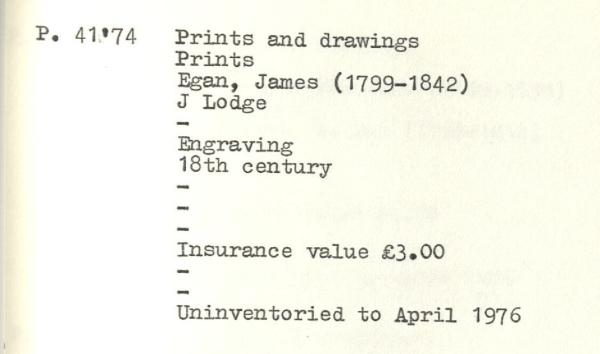 P. 41'74 Prints and drawings
Prints
Egan, James (1799-1842)
J Lodge
-
Engraving
18th century
-
-
-
Insurance value £3.00
-
-
Uninventoried to April 1976